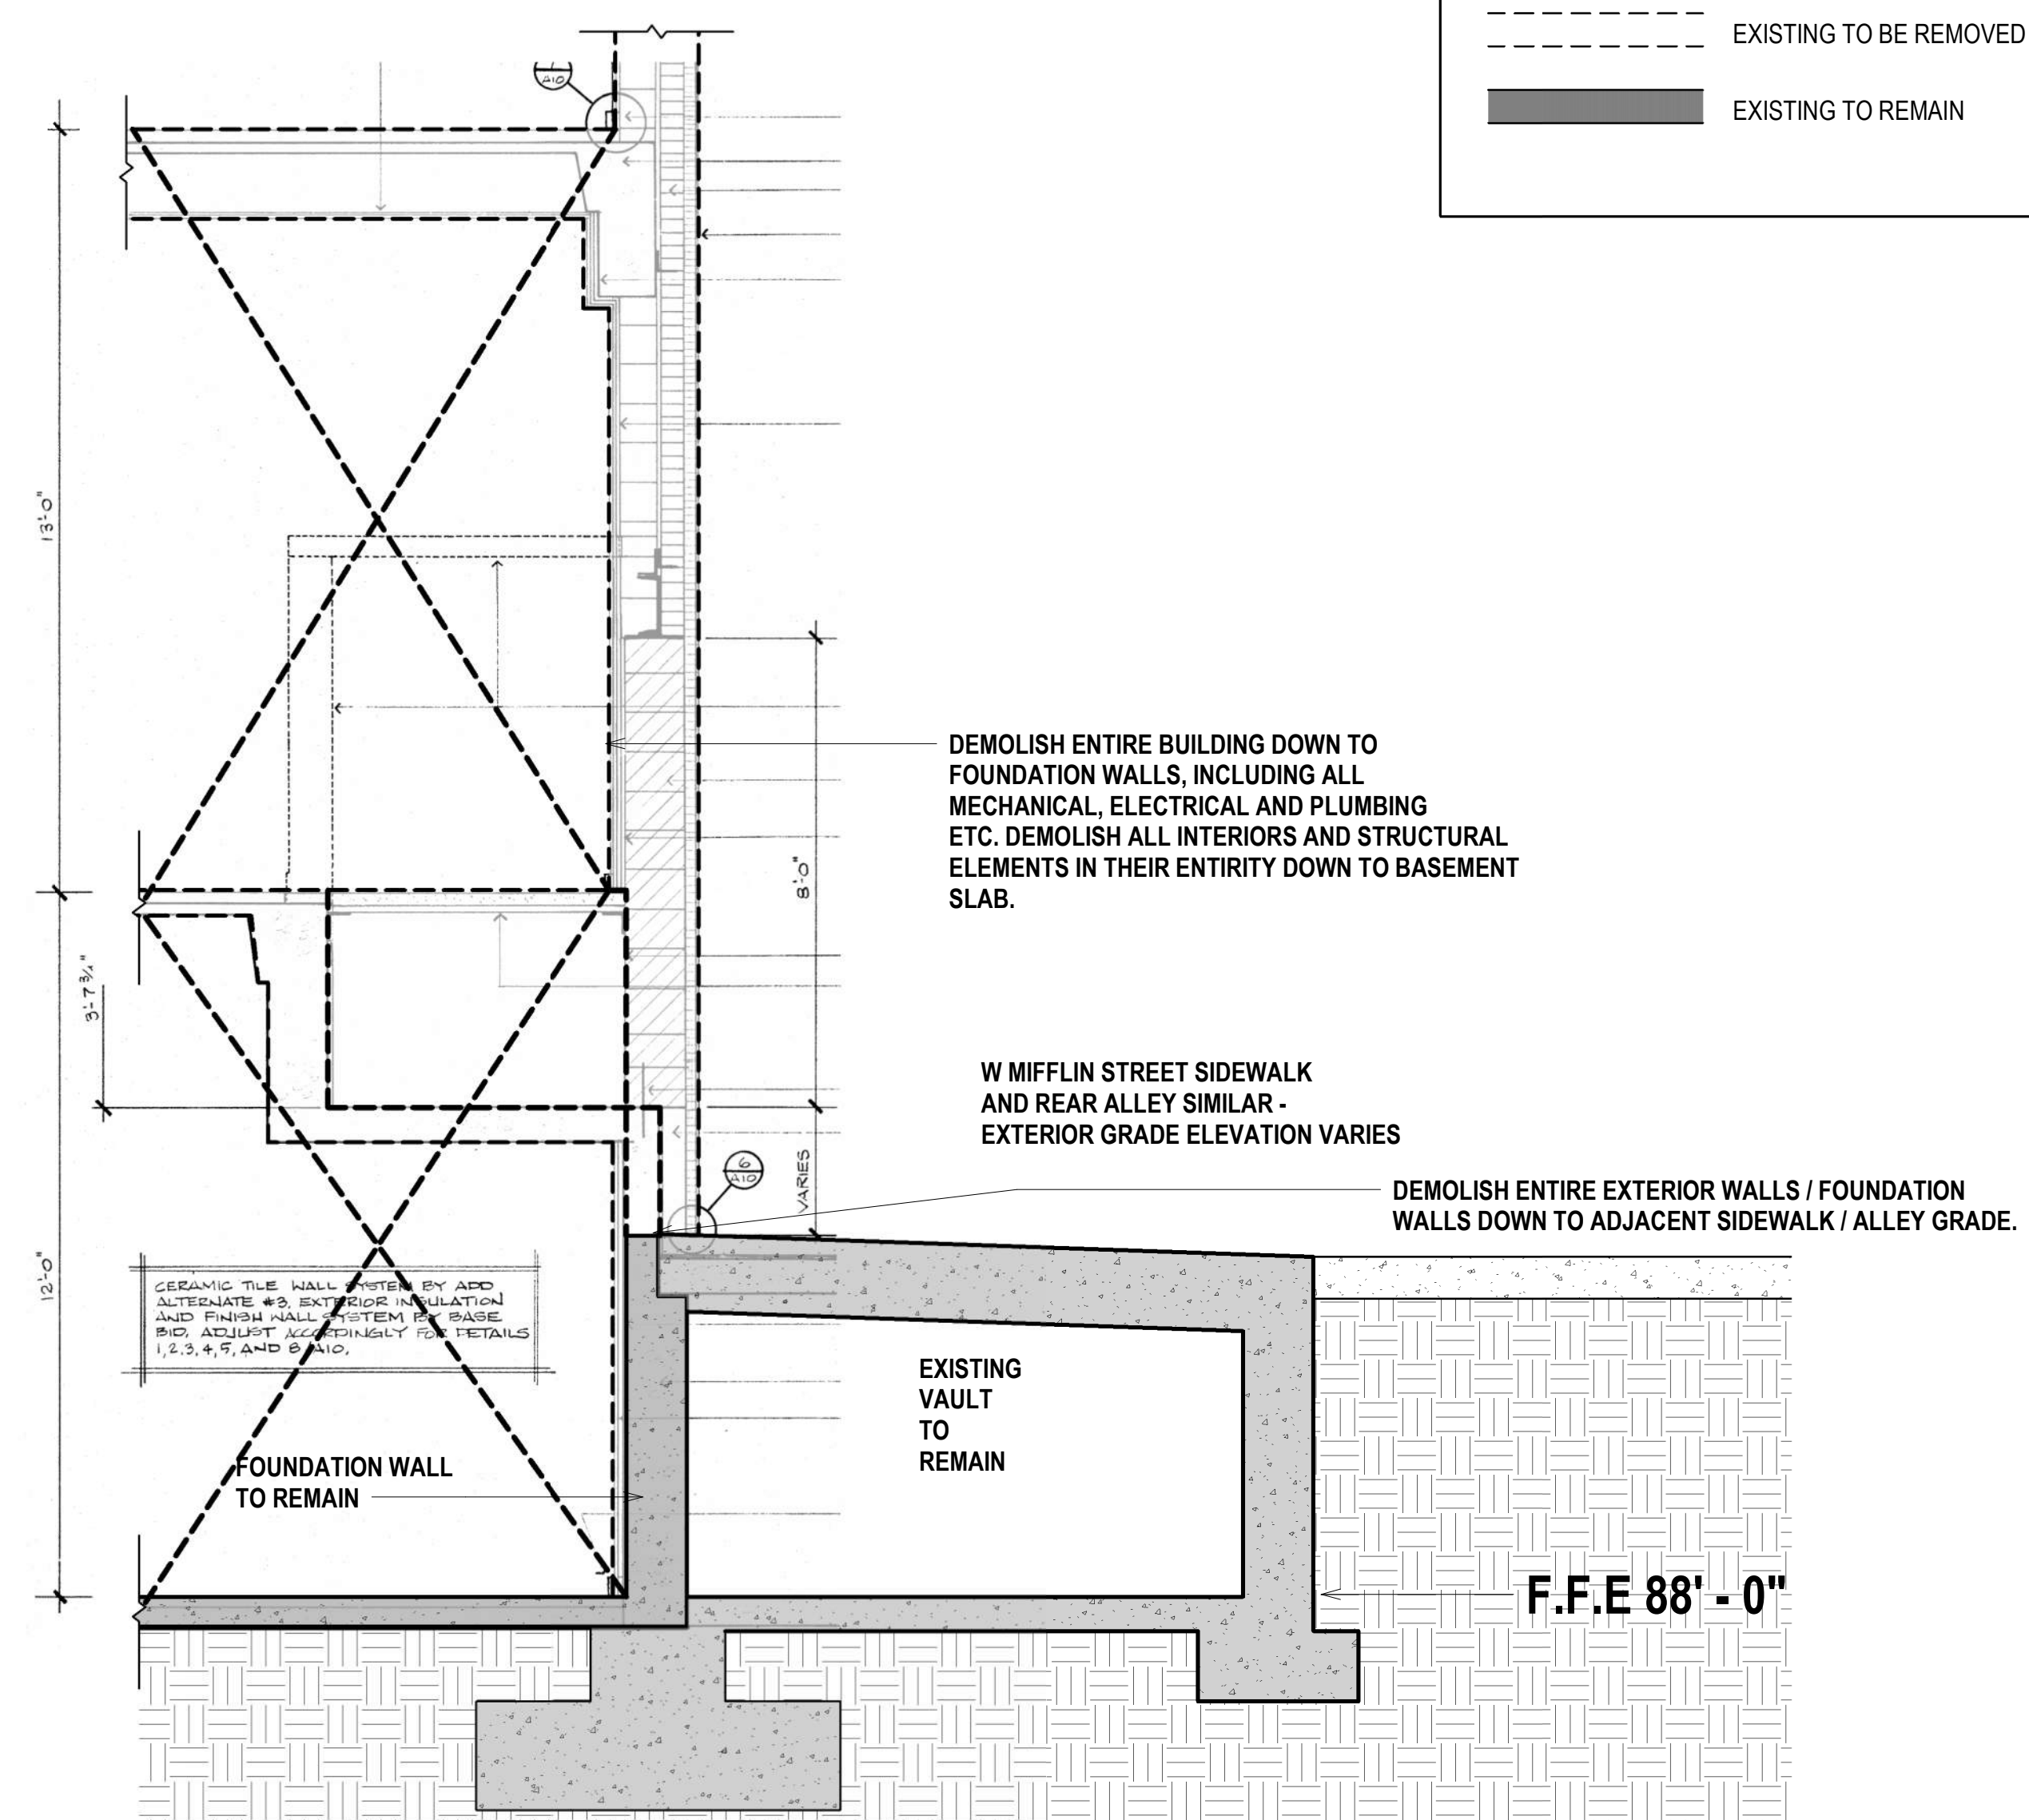 EXISTING TO BE REMOVED
EXISTING TO REMAIN
A10
13'-0"
DEMOLISH ENTIRE BUILDING DOWN TO
FOUNDATION WALLS, INCLUDING ALL
MECHANICAL, ELECTRICAL AND PLUMBING
ETC. DEMOLISH ALL INTERIORS AND STRUCTURAL
ELEMENTS IN THEIR ENTIRITY DOWN TO BASEMENT
SLAB.
8'-0"
3'-7 3/4"
W MIFFLIN STREET SIDEWALK
AND REAR ALLEY SIMILAR -
EXTERIOR GRADE ELEVATION VARIES
6
A10
VARIES
DEMOLISH ENTIRE EXTERIOR WALLS / FOUNDATION
WALLS DOWN TO ADJACENT SIDEWALK / ALLEY GRADE.
12'-0"
CERAMIC TILE WALL SYSTEM BY ADD
ALTERNATE #3. EXTERIOR INSULATION
AND FINISH WALL SYSTEM BY BASE
BID, ADJUST ACCORDINGLY FOR DETAILS
1,2,3,4,5, AND 8/A10.
EXISTING
VAULT
TO
REMAIN
FOUNDATION WALL
TO REMAIN
F.F.E 88' - 0"